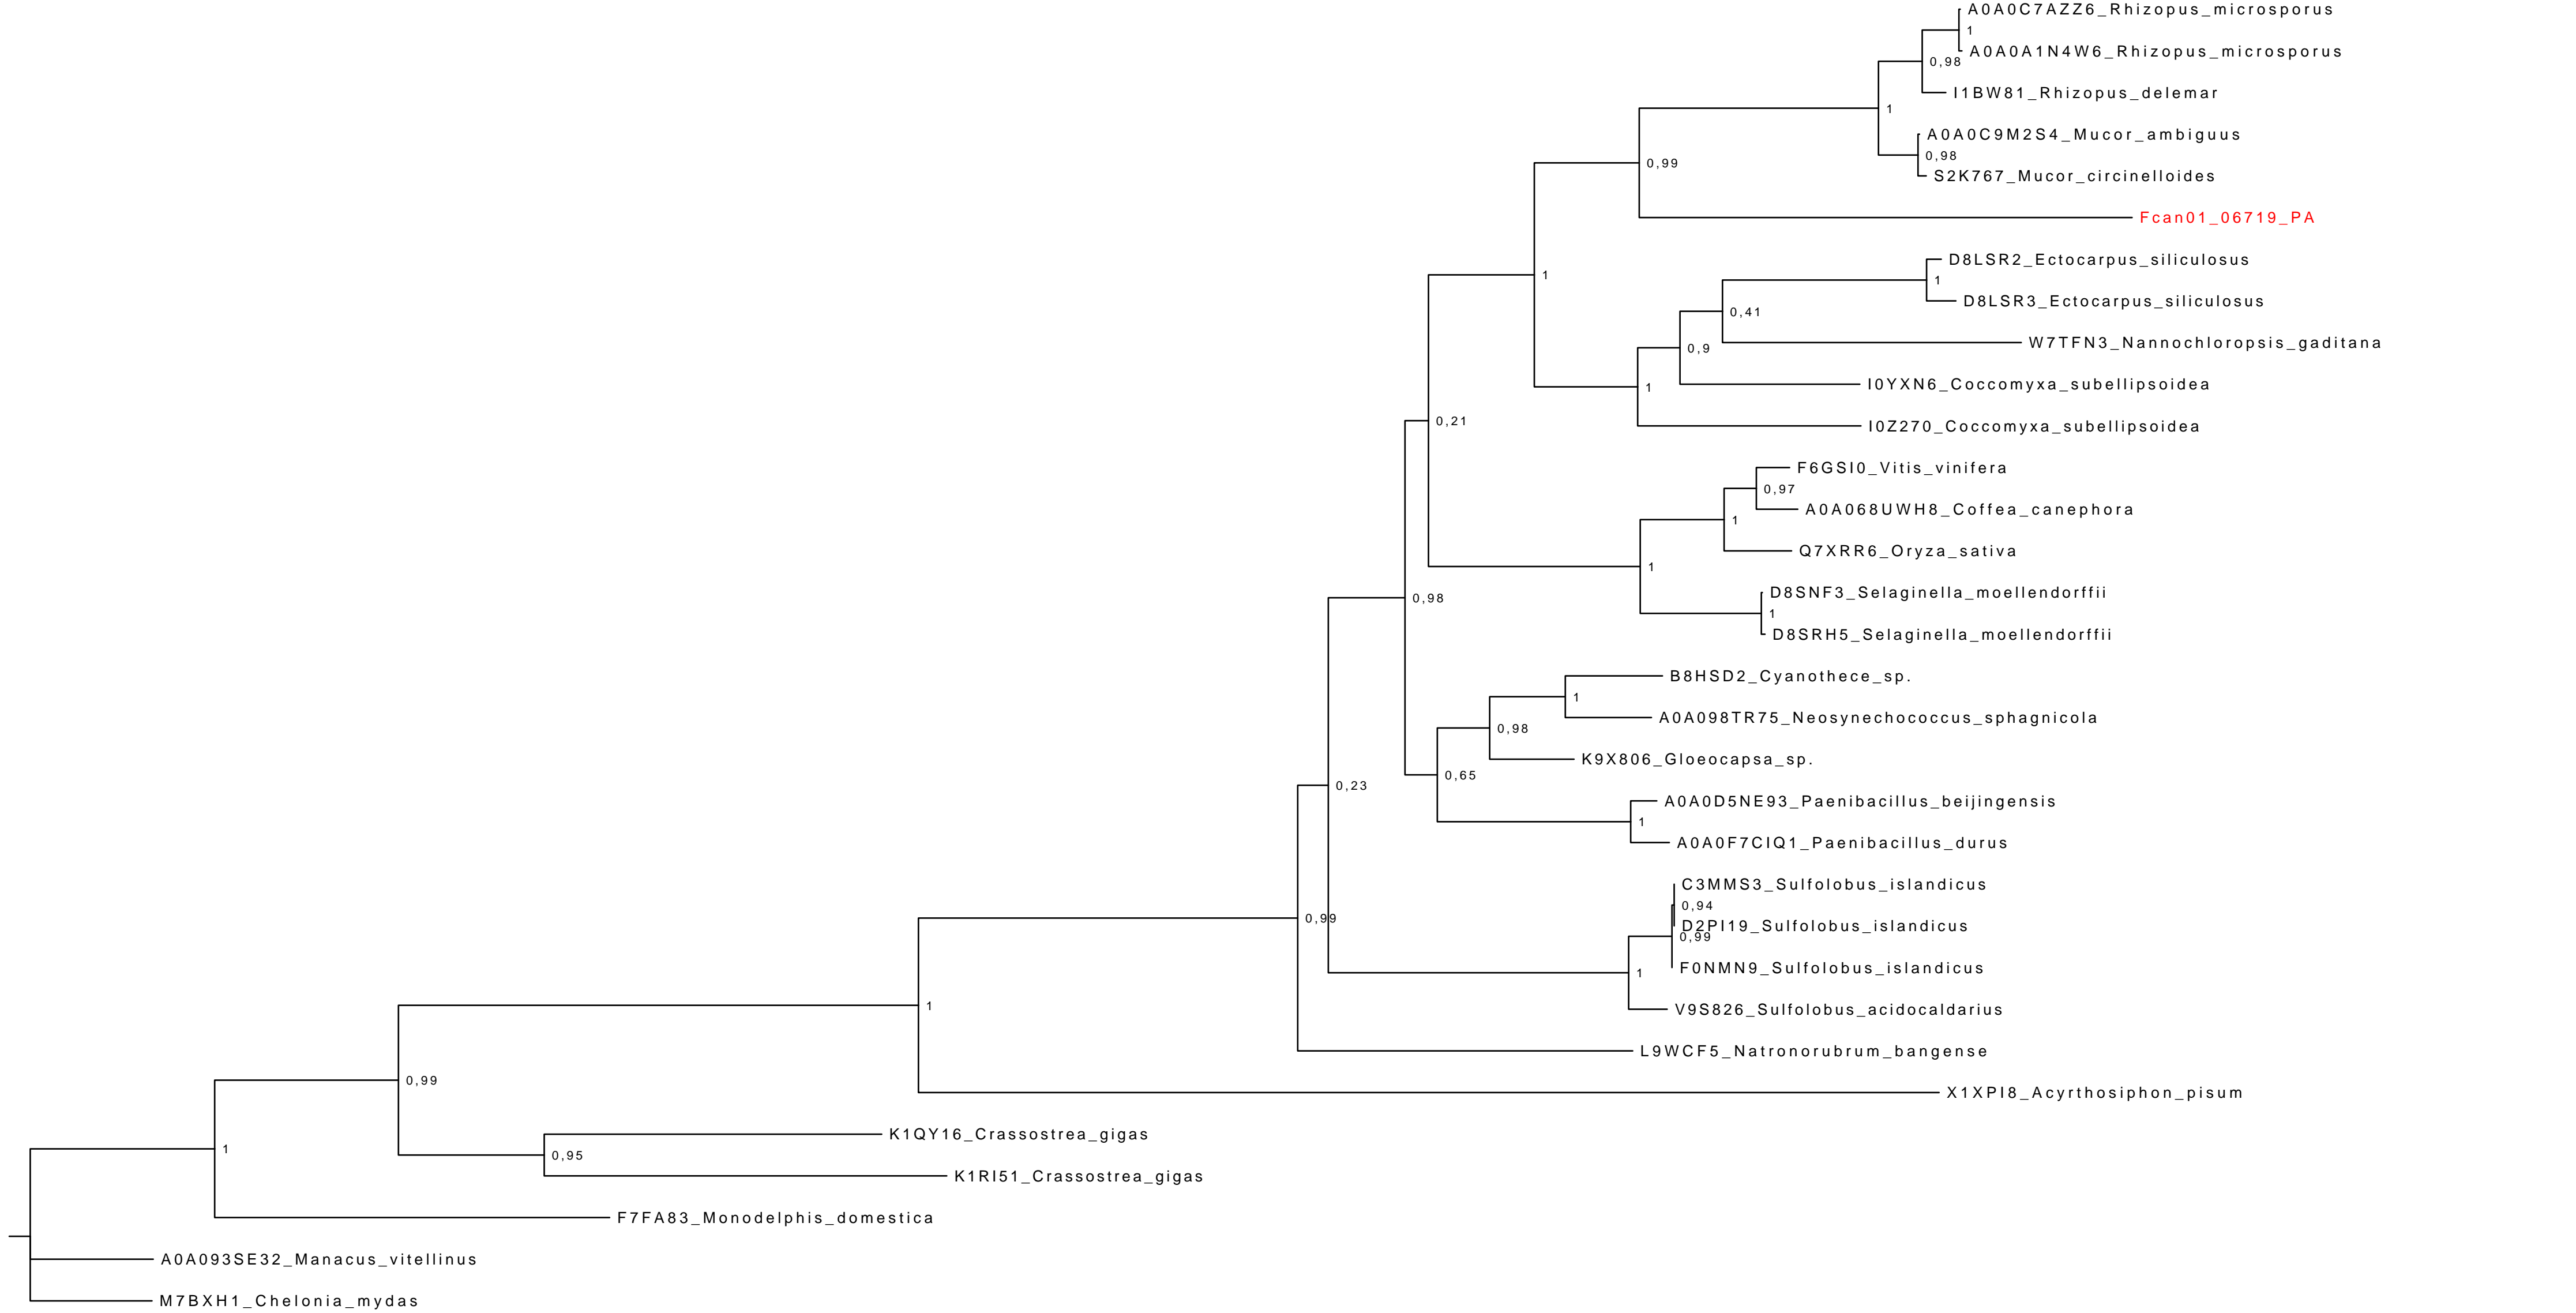 A0A0C7AZZ6_Rhizopus_microsporus
1
A0A0A1N4W6_Rhizopus_microsporus
0,98
I1BW81_Rhizopus_delemar
1
A0A0C9M2S4_Mucor_ambiguus
0,98
0,99
S2K767_Mucor_circinelloides
Fcan01_06719_PA
D8LSR2_Ectocarpus_siliculosus
1
1
D8LSR3_Ectocarpus_siliculosus
0,41
W7TFN3_Nannochloropsis_gaditana
0,9
I0YXN6_Coccomyxa_subellipsoidea
1
0,21
I0Z270_Coccomyxa_subellipsoidea
F6GSI0_Vitis_vinifera
0,97
A0A068UWH8_Coffea_canephora
1
Q7XRR6_Oryza_sativa
1
D8SNF3_Selaginella_moellendorffii
0,98
1
D8SRH5_Selaginella_moellendorffii
B8HSD2_Cyanothece_sp.
1
A0A098TR75_Neosynechococcus_sphagnicola
0,98
K9X806_Gloeocapsa_sp.
0,65
0,23
A0A0D5NE93_Paenibacillus_beijingensis
1
A0A0F7CIQ1_Paenibacillus_durus
C3MMS3_Sulfolobus_islandicus
0,94
0,99
D2PI19_Sulfolobus_islandicus
0,99
F0NMN9_Sulfolobus_islandicus
1
1
V9S826_Sulfolobus_acidocaldarius
L9WCF5_Natronorubrum_bangense
0,99
X1XPI8_Acyrthosiphon_pisum
K1QY16_Crassostrea_gigas
1
0,95
K1RI51_Crassostrea_gigas
F7FA83_Monodelphis_domestica
A0A093SE32_Manacus_vitellinus
M7BXH1_Chelonia_mydas